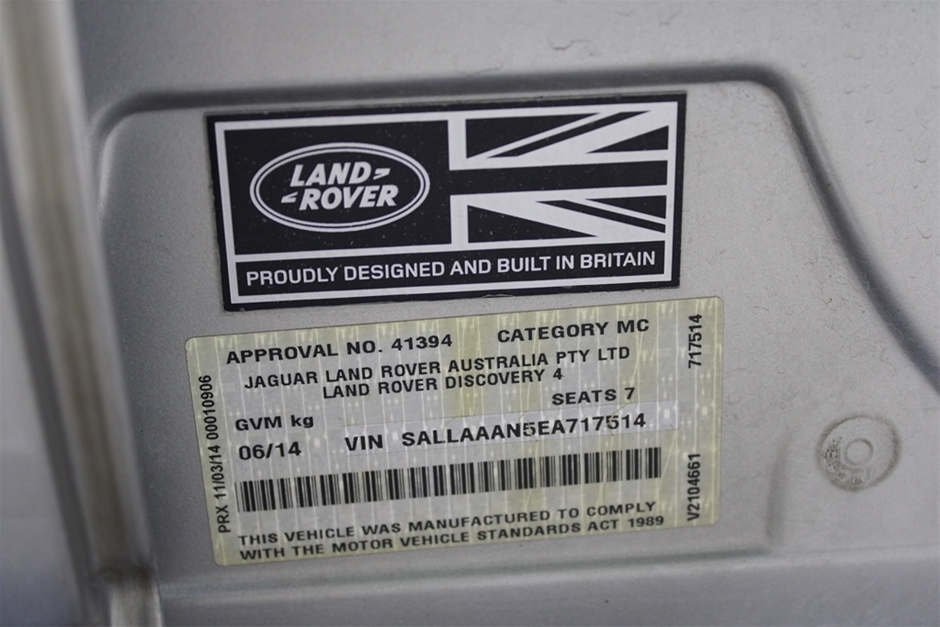 LAND
ROVER
PROUDLY DESIGNED AND BUILT IN BRITAIN
APPROVAL NO. 41394 CATEGORY MC
JAGUAR LAND ROVER AUSTRALIA PTY LTD
LAND ROVER DISCOVERY 4
SEATS 7
GVM kg
06/14 VIN SALLAAAN5EA717514
THIS VEHICLE WAS MANUFACTURED TO COMPLY
WITH THE MOTOR VEHICLE STANDARDS ACT 1989
PRX 11/03/14 00010906
717514
V2104661